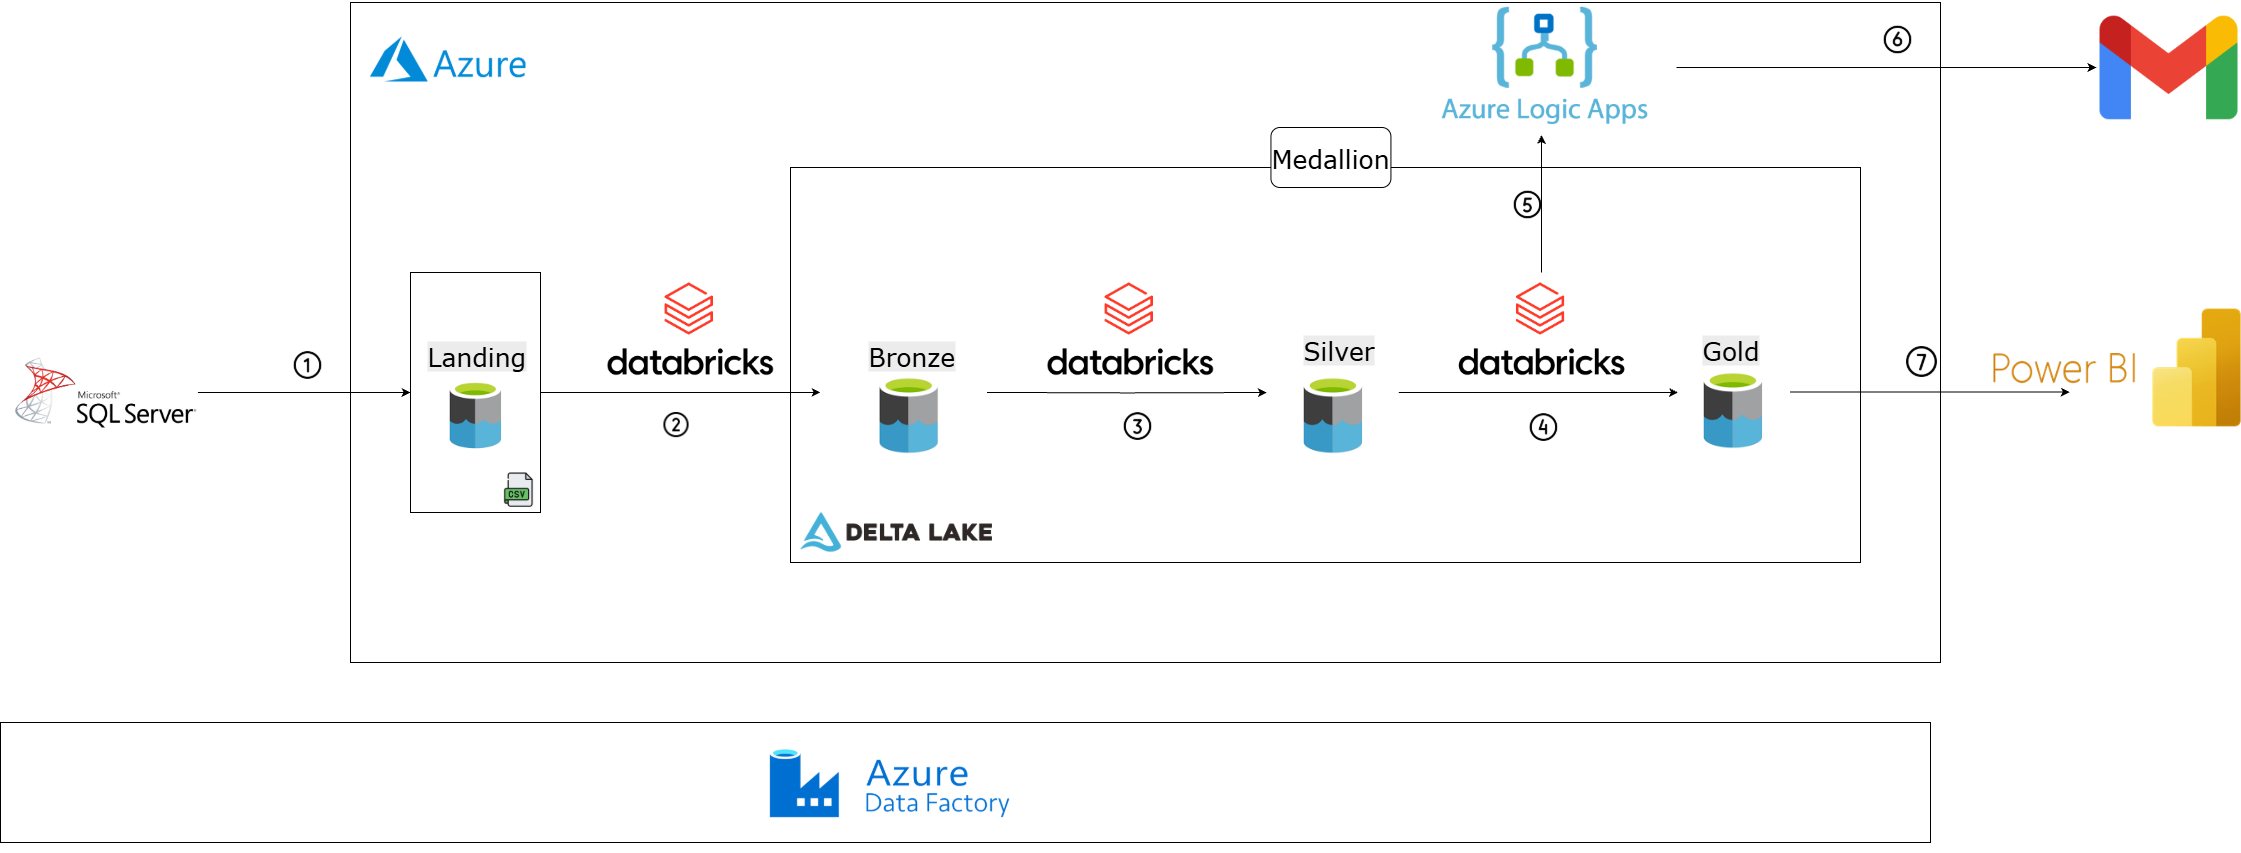 Azure
Azure Logic Apps
6
Medallion
5
Landing
databricks
Bronze
databricks
Silver
databricks
Gold
7
Power BI
1
Microsoft®
SQL Server
2
3
4
CSV
DELTA LAKE
Azure
Data Factory